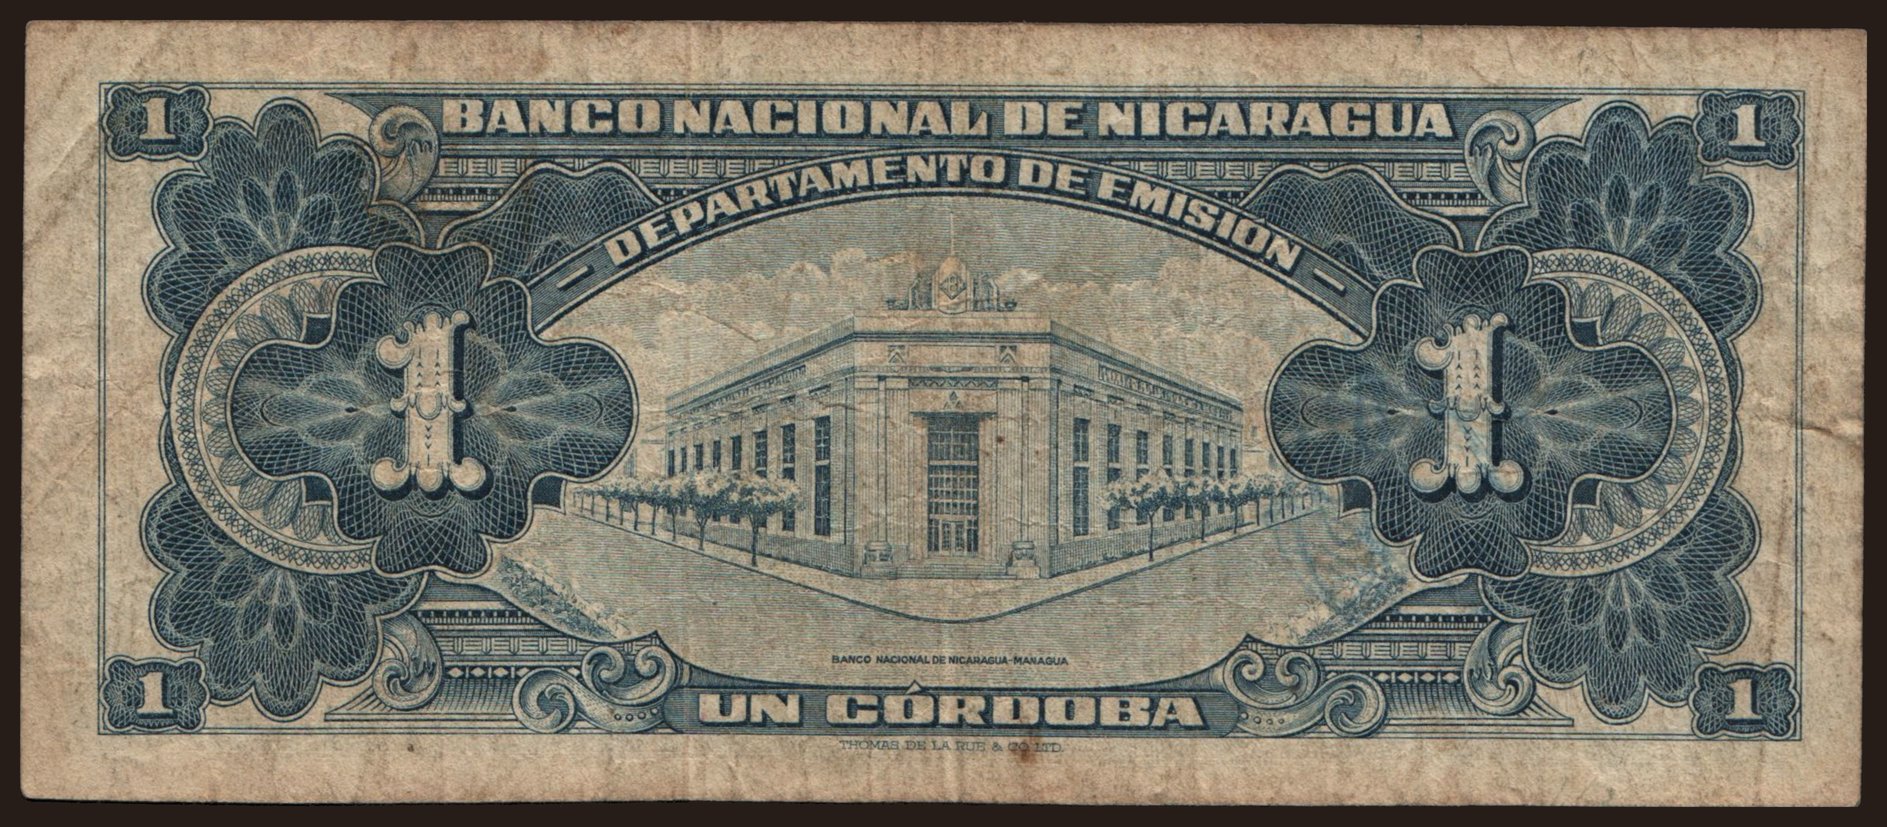 1 BANCO NACIONAL DE NICARAGUA 1
DEPARTAMENTO DE EMISIÓN
1 1
BANCO NACIONAL DE NICARAGUA-MANAGUA
1 UN CÓRDOBA 1
THOMAS DE LA RUE & CO. LTD.